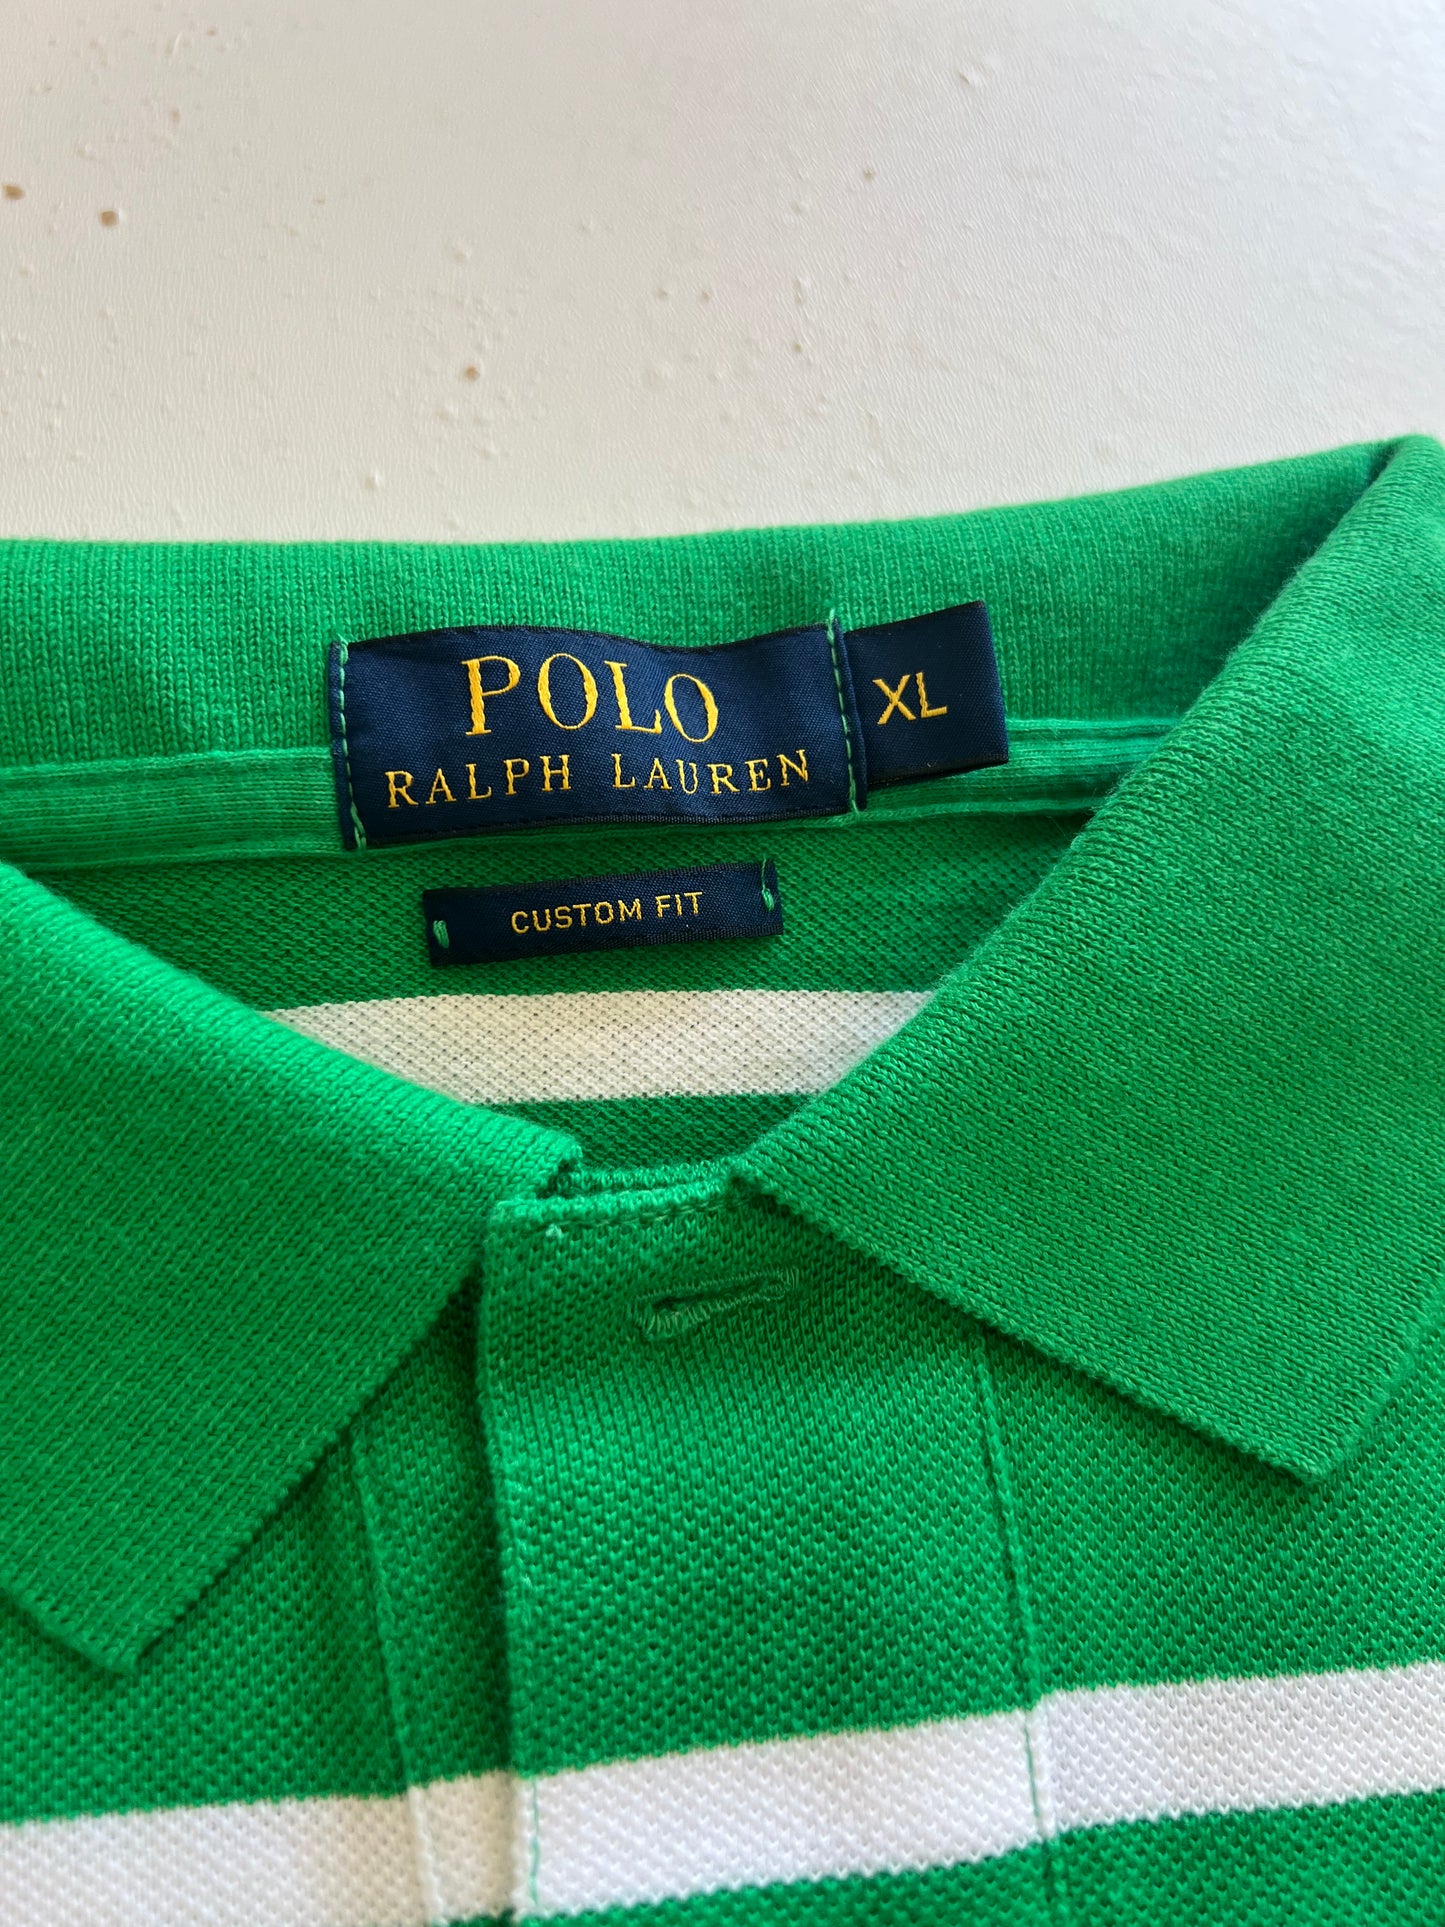 POLO
RALPH LAUREN
XL
CUSTOM FIT